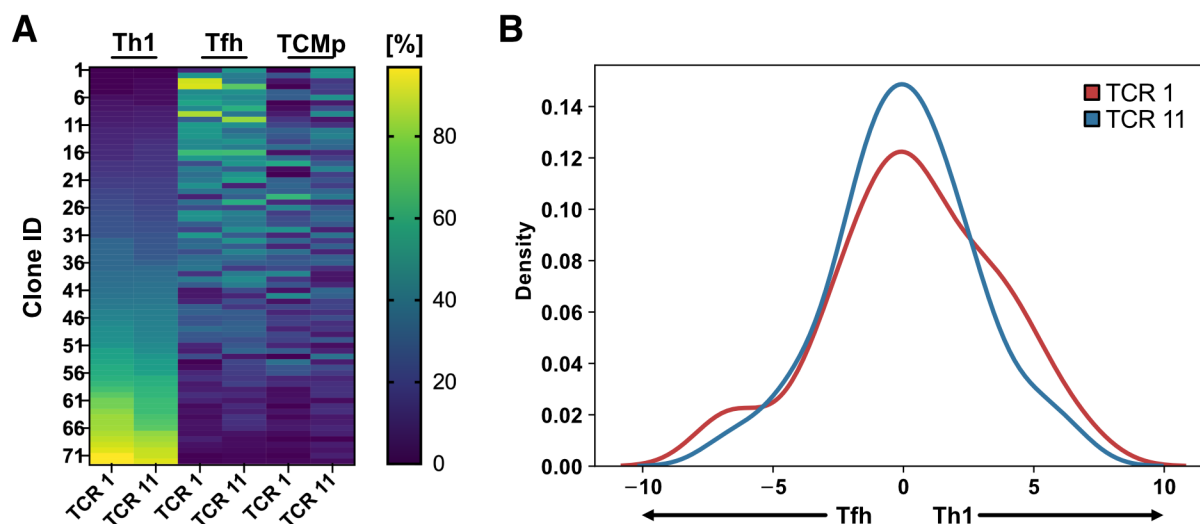 A
Th1 Tfh TCMp [%]
1
6
11
16
21
26
31
36
41
46
51
56
61
66
71
Clone ID
80
60
40
20
0
TCR 1 TCR 11 TCR 1 TCR 11 TCR 1 TCR 11
B
TCR 1
TCR 11
0.14
0.12
0.10
0.08
0.06
0.04
0.02
0.00
Density
−10 −5 0 5 10
Tfh Th1